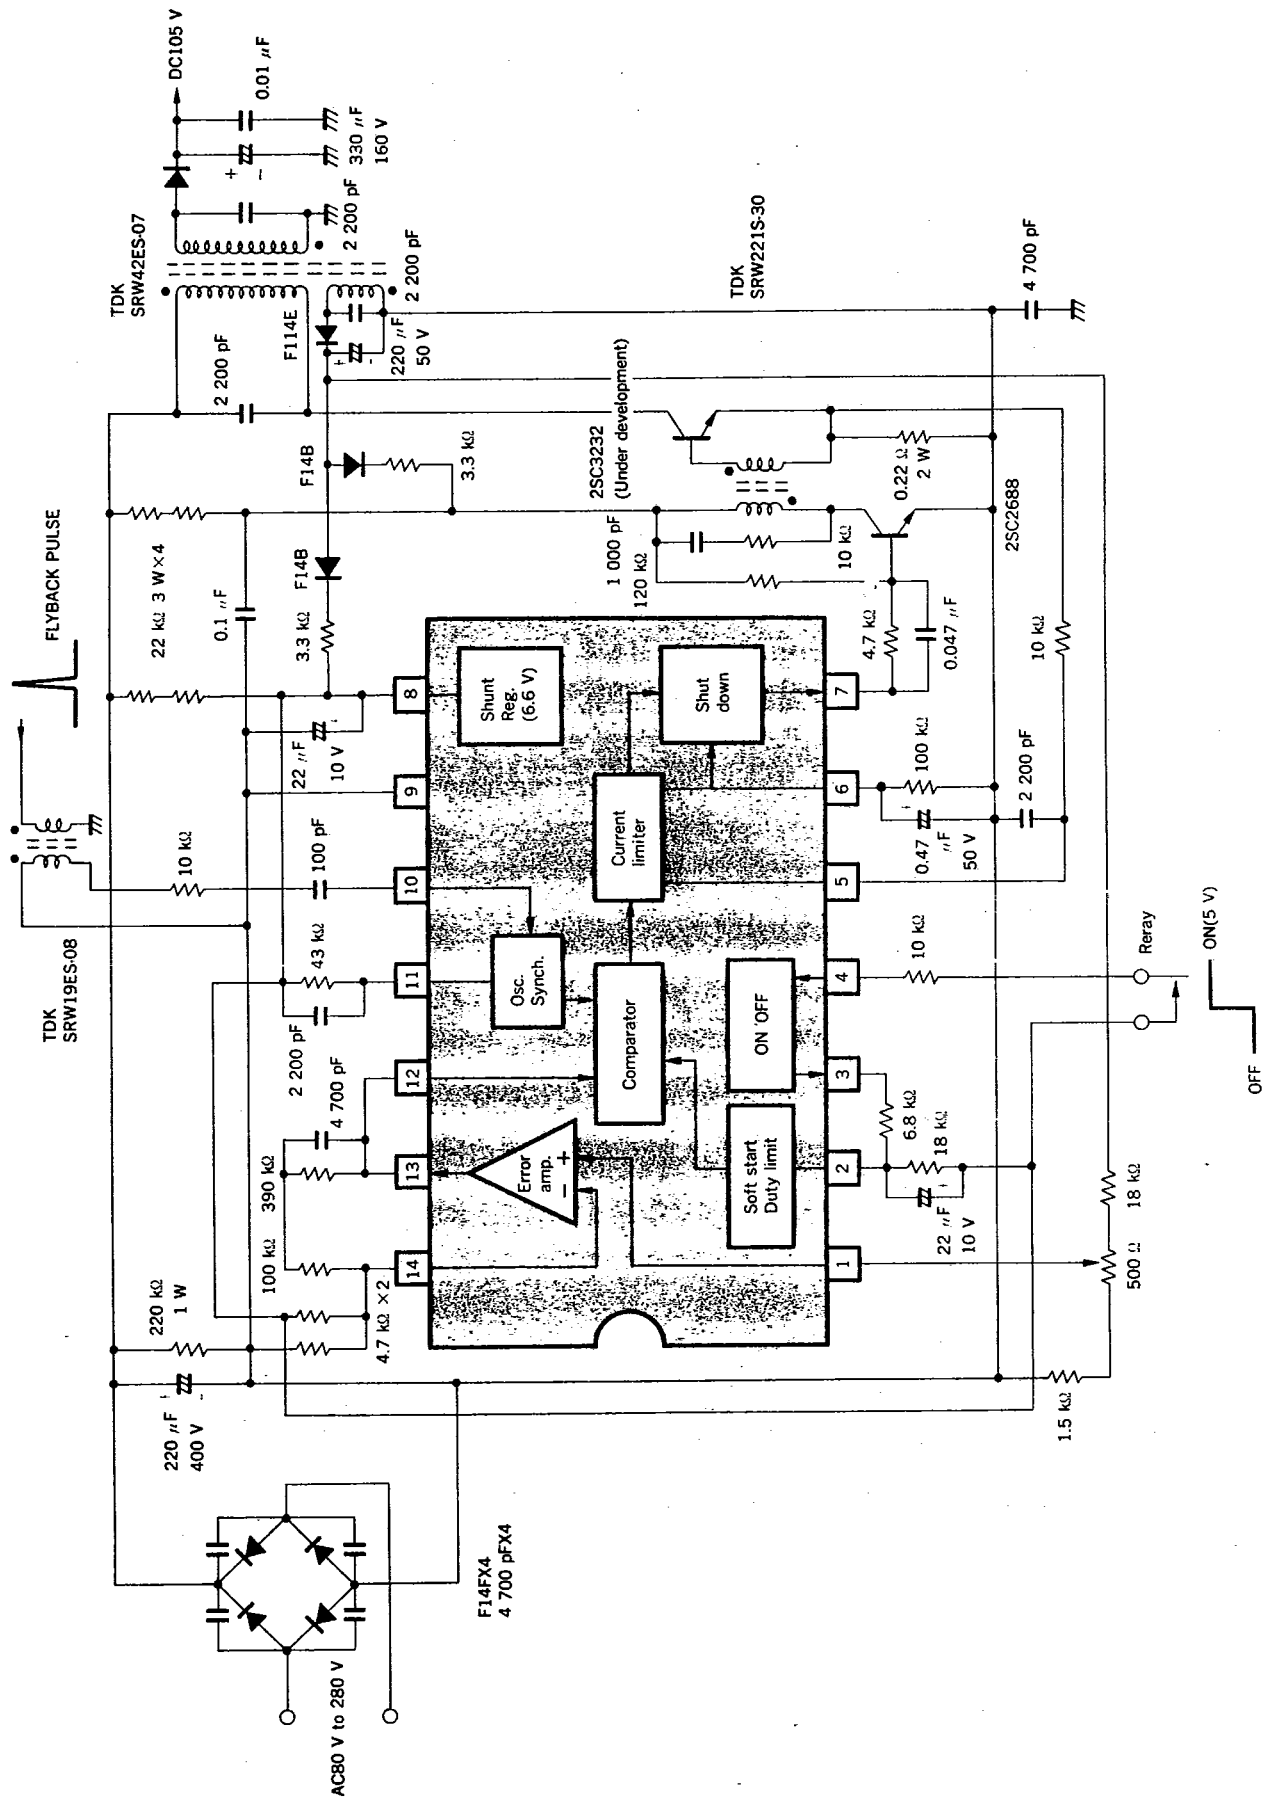 FLYBACK PULSE
TDK
SRW19ES-08
TDK
SRW42ES-07
DC105 V
0.01 μF
330 μF
160 V
2 200 pF
2 200 pF
2 200 pF
F114E
220 μF
50 V
+
-
+
-
F14B
3.3 kΩ
F14B
3.3 kΩ
22 kΩ 3 W×4
0.1 μF
22 μF
10 V
+
-
10 kΩ
100 pF
43 kΩ
2 200 pF
4 700 pF
390 kΩ
100 kΩ
4.7 kΩ ×2
220 kΩ
1 W
220 μF
400 V
+
-
AC80 V to 280 V
F14FX4
4 700 pFX4
14
13
12
11
10
9
8
Error
amp.
-
+
Osc.
Synch.
Comparator
Current
limiter
Shunt
Reg.
(6.6 V)
Shut
down
Soft start
Duty limit
ON OFF
1
2
3
4
5
6
7
2SC3232
(Under development)
TDK
SRW221S-30
1 000 pF
120 kΩ
10 kΩ
0.22 Ω
2 W
2SC2688
4 700 pF
4.7 kΩ
0.047 μF
10 kΩ
100 kΩ
0.47
μF
50 V
+
2 200 pF
10 kΩ
6.8 kΩ
18 kΩ
22 μF
10 V
+
1.5 kΩ
500 Ω
18 kΩ
Reray
ON(5 V)
OFF